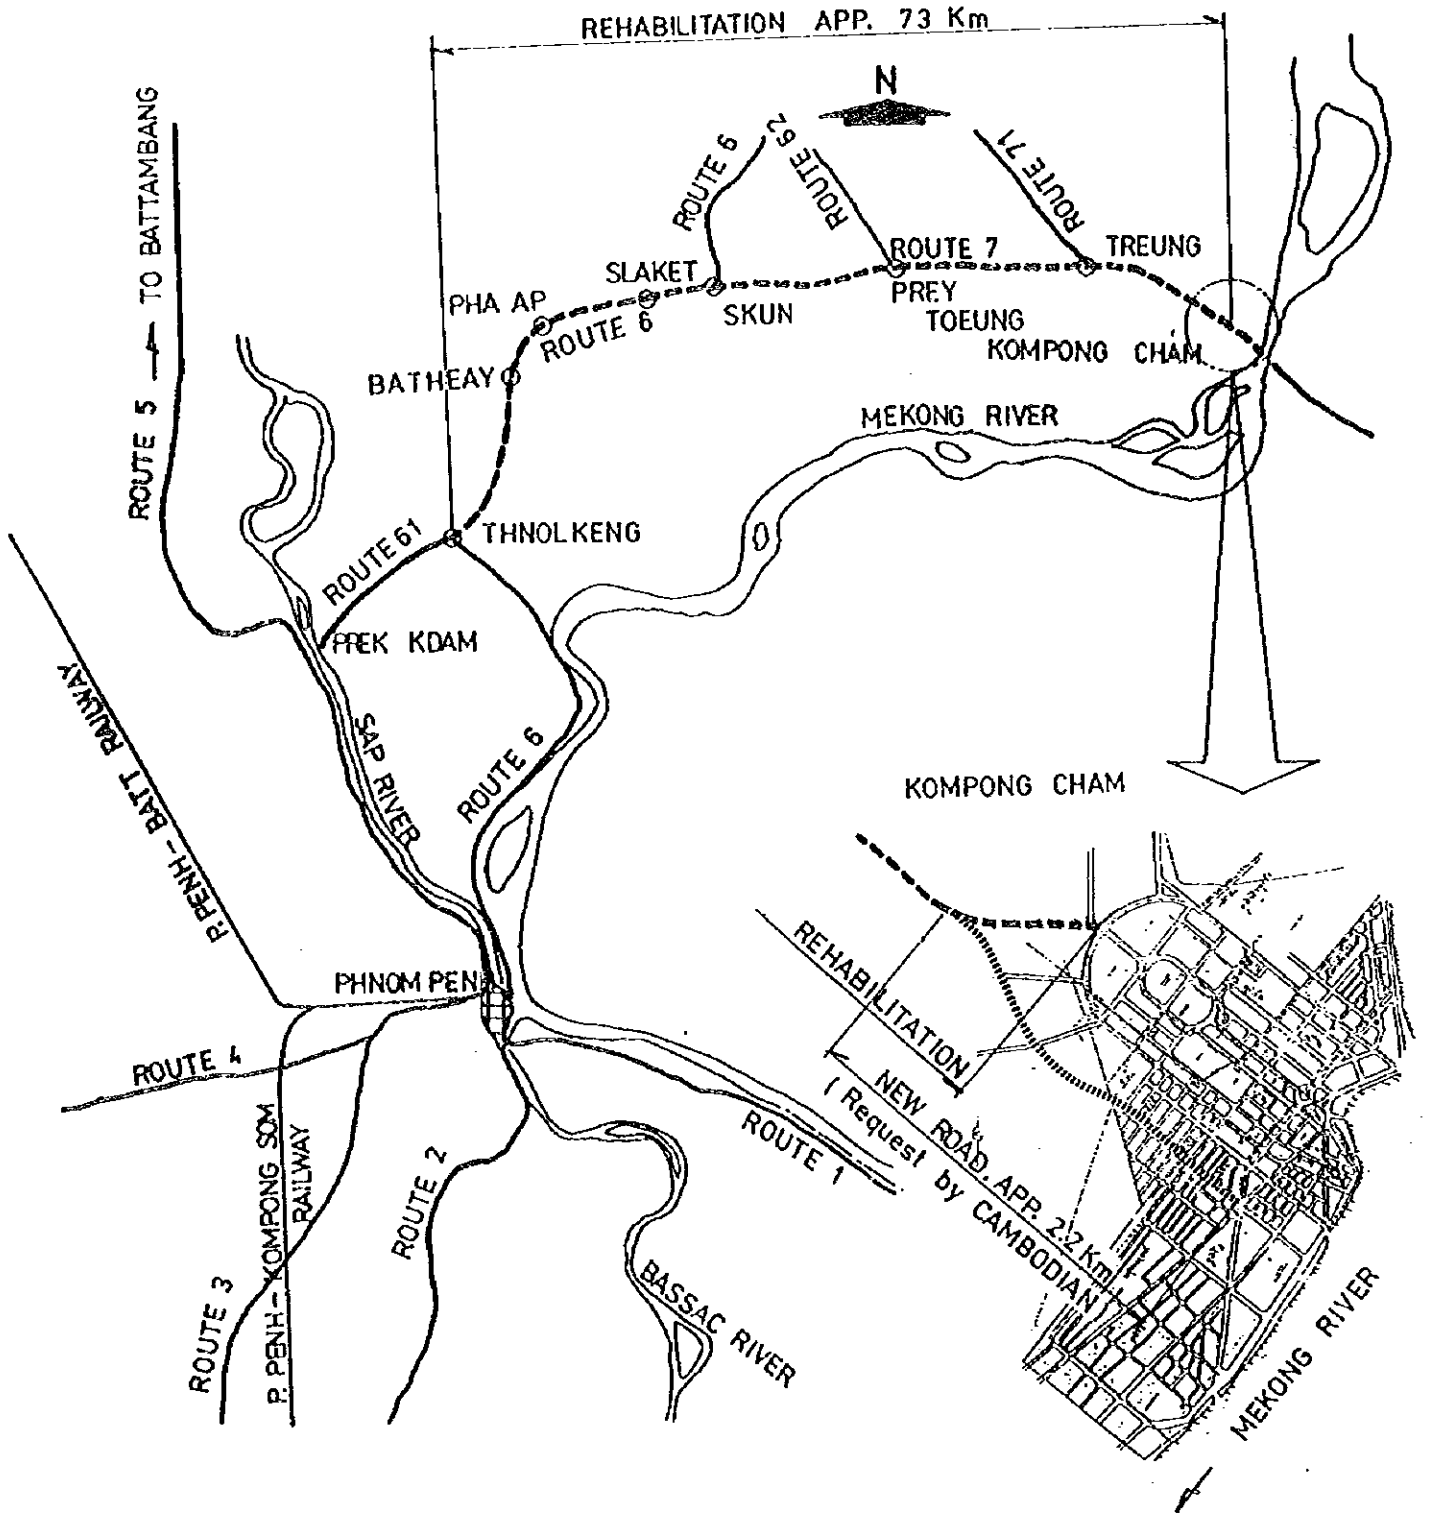 REHABILITATION APP. 73 Km
N
TO BATTAMBANG
ROUTE 5
ROUTE 6
ROUTE 62
ROUTE 71
ROUTE 7
TREUNG
SLAKET
SKUN
PREY
TOEUNG
PHA AP
ROUTE 6
KOMPONG CHAM
BATHEAY
MEKONG RIVER
THNOLKENG
ROUTE 61
PREK KDAM
P. PENH - BATT RAILWAY
SAP RIVER
ROUTE 6
KOMPONG CHAM
REHABILITATION
NEW ROAD. APP. 2.2 Km
( Request by CAMBODIAN
PHNOM PENH
ROUTE 4
ROUTE 1
P. PENH - KOMPONG SOM
RAILWAY
ROUTE 2
ROUTE 3
BASSAC RIVER
MEKONG RIVER